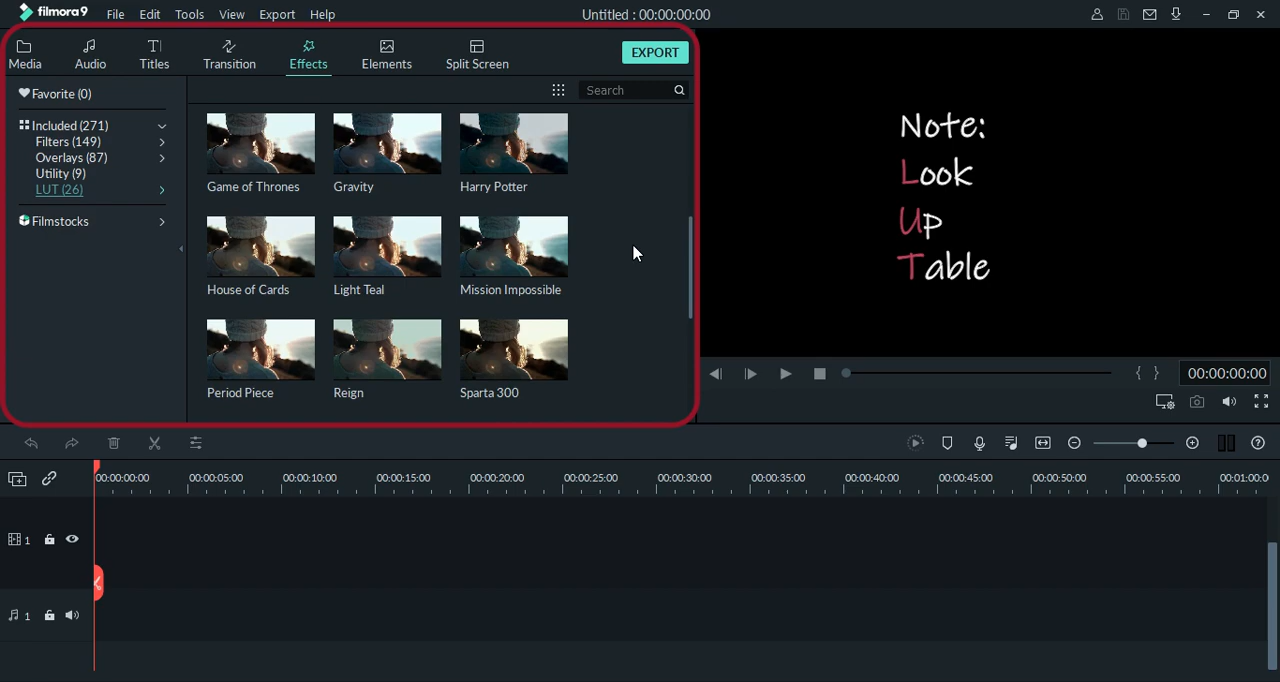 filmora9 File Edit Tools View Export Help Untitled : 00:00:00:00
Media Audio Titles Transition Effects Elements Split Screen EXPORT
Favorite (0)
Search
Included (271)
Filters (149)
Overlays (87)
Utility (9)
LUT (26)
Filmstocks
Game of Thrones Gravity Harry Potter
House of Cards Light Teal Mission Impossible
Period Piece Reign Sparta 300
Note:
Look
Up
Table
{ } 00:00:00:00
00:00:00:00 00:00:05:00 00:00:10:00 00:00:15:00 00:00:20:00 00:00:25:00 00:00:30:00 00:00:35:00 00:00:40:00 00:00:45:00 00:00:50:00 00:00:55:00 00:01:00:0
1
1